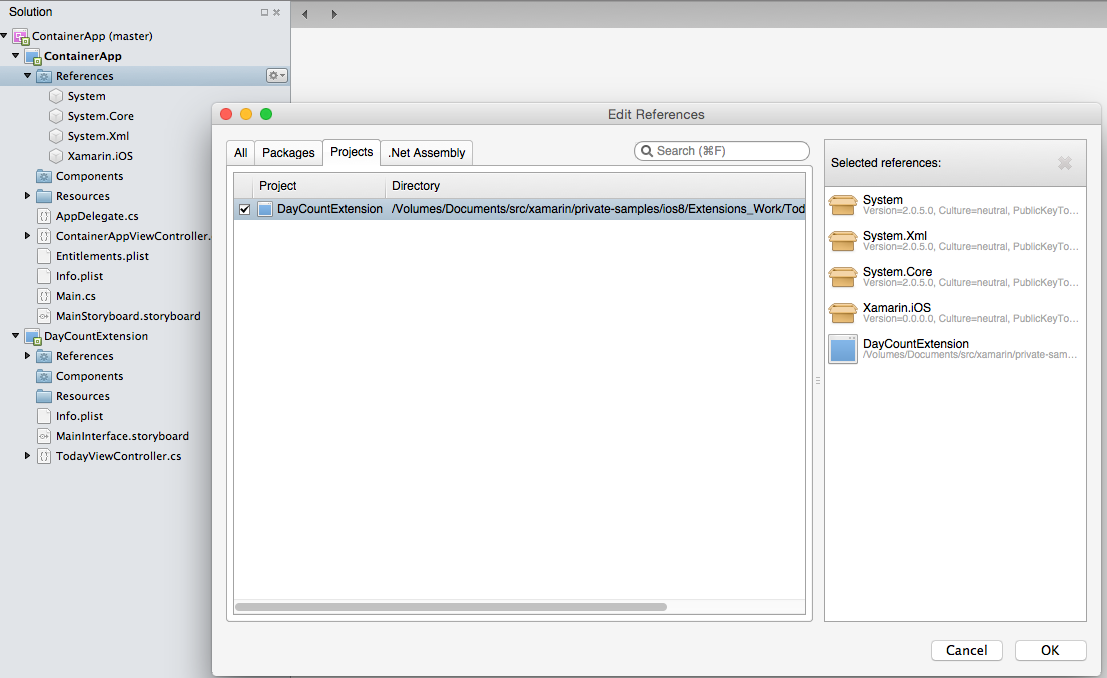 Solution
ContainerApp (master)
ContainerApp
References
System
System.Core
System.Xml
Xamarin.iOS
Components
Resources
AppDelegate.cs
ContainerAppViewController.
Entitlements.plist
Info.plist
Main.cs
MainStoryboard.storyboard
DayCountExtension
References
Components
Resources
Info.plist
MainInterface.storyboard
TodayViewController.cs
Edit References
All Packages Projects .Net Assembly
Search (⌘F)
Project Directory
DayCountExtension /Volumes/Documents/src/xamarin/private-samples/ios8/Extensions_Work/Tod
Selected references:
System
Version=2.0.5.0, Culture=neutral, PublicKeyTo...
System.Xml
Version=2.0.5.0, Culture=neutral, PublicKeyTo...
System.Core
Version=2.0.5.0, Culture=neutral, PublicKeyTo...
Xamarin.iOS
Version=0.0.0.0, Culture=neutral, PublicKeyTo...
DayCountExtension
/Volumes/Documents/src/xamarin/private-sam...
Cancel OK